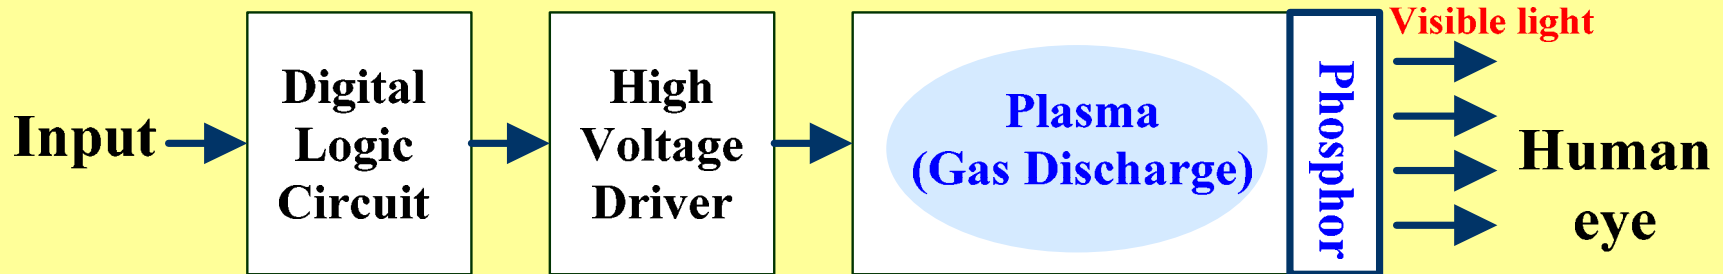 Input
Digital
Logic
Circuit
High
Voltage
Driver
Plasma
(Gas Discharge)
Phosphor
Visible light
Human
eye